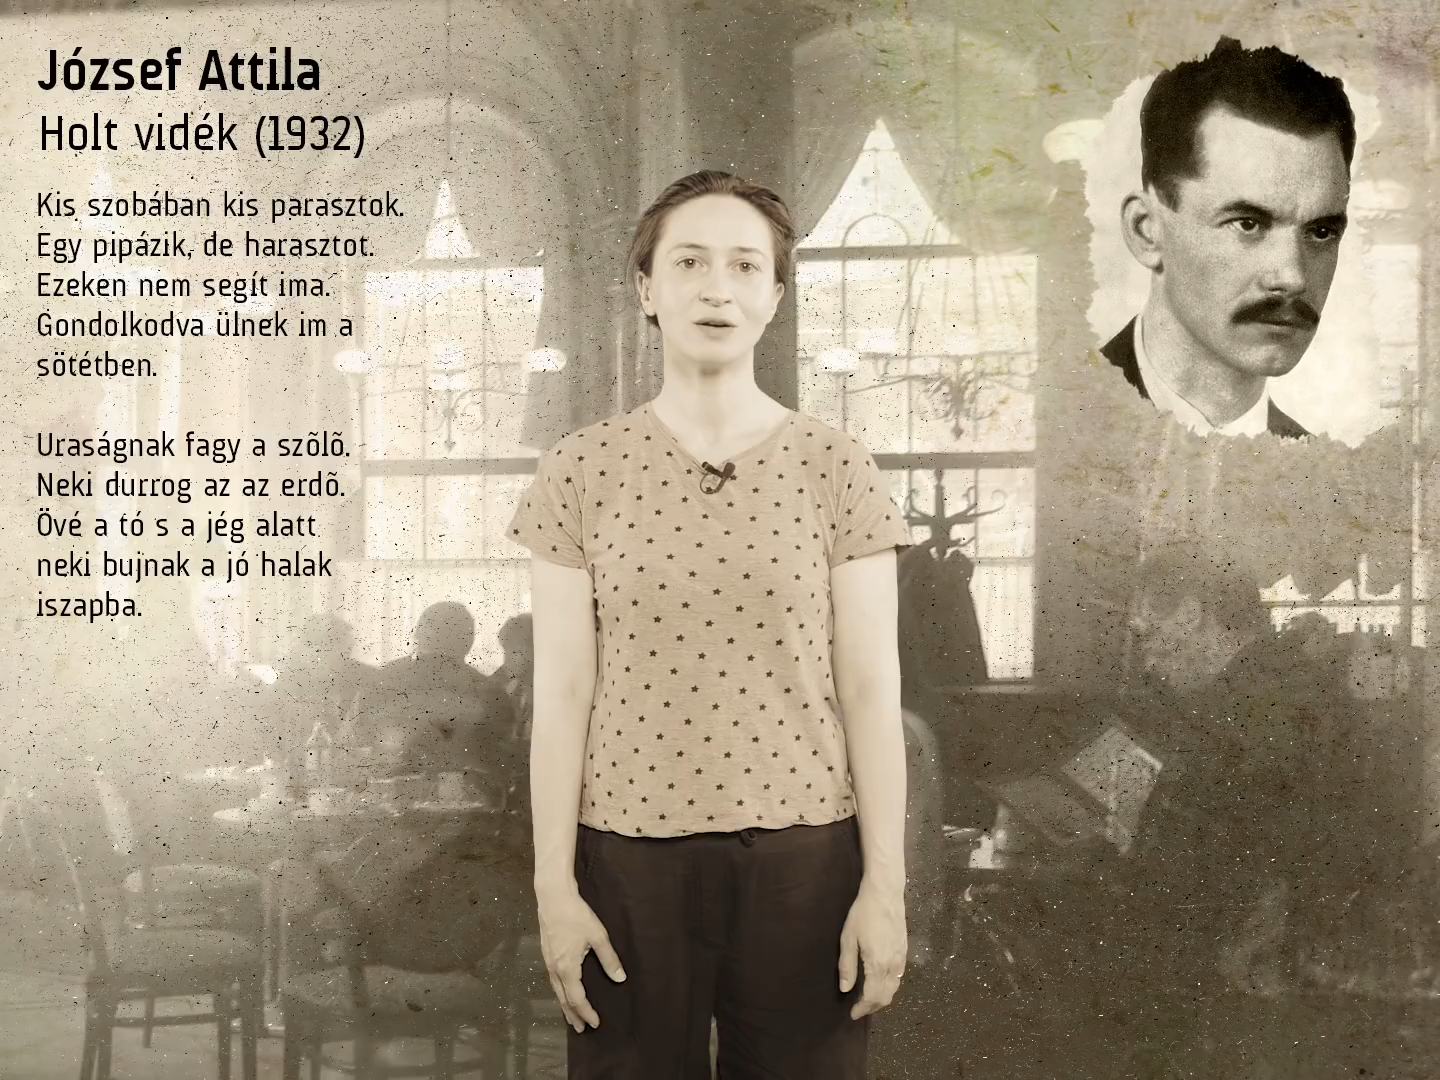 József Attila
Holt vidék (1932)
Kis szobában kis parasztok.
Egy pipázik, de harasztot.
Ezeken nem segít ima.
Gondolkodva ülnek im a
sötétben.
Uraságnak fagy a szõlõ.
Neki durrog az az erdõ.
Övé a tó s a jég alatt
neki bujnak a jó halak
iszapba.